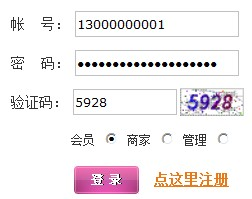 帐 号： 13000000001
密 码： ••••••••••••••••••••
验证码： 5928 5928
会员 商家 管理
登 录 点这里注册